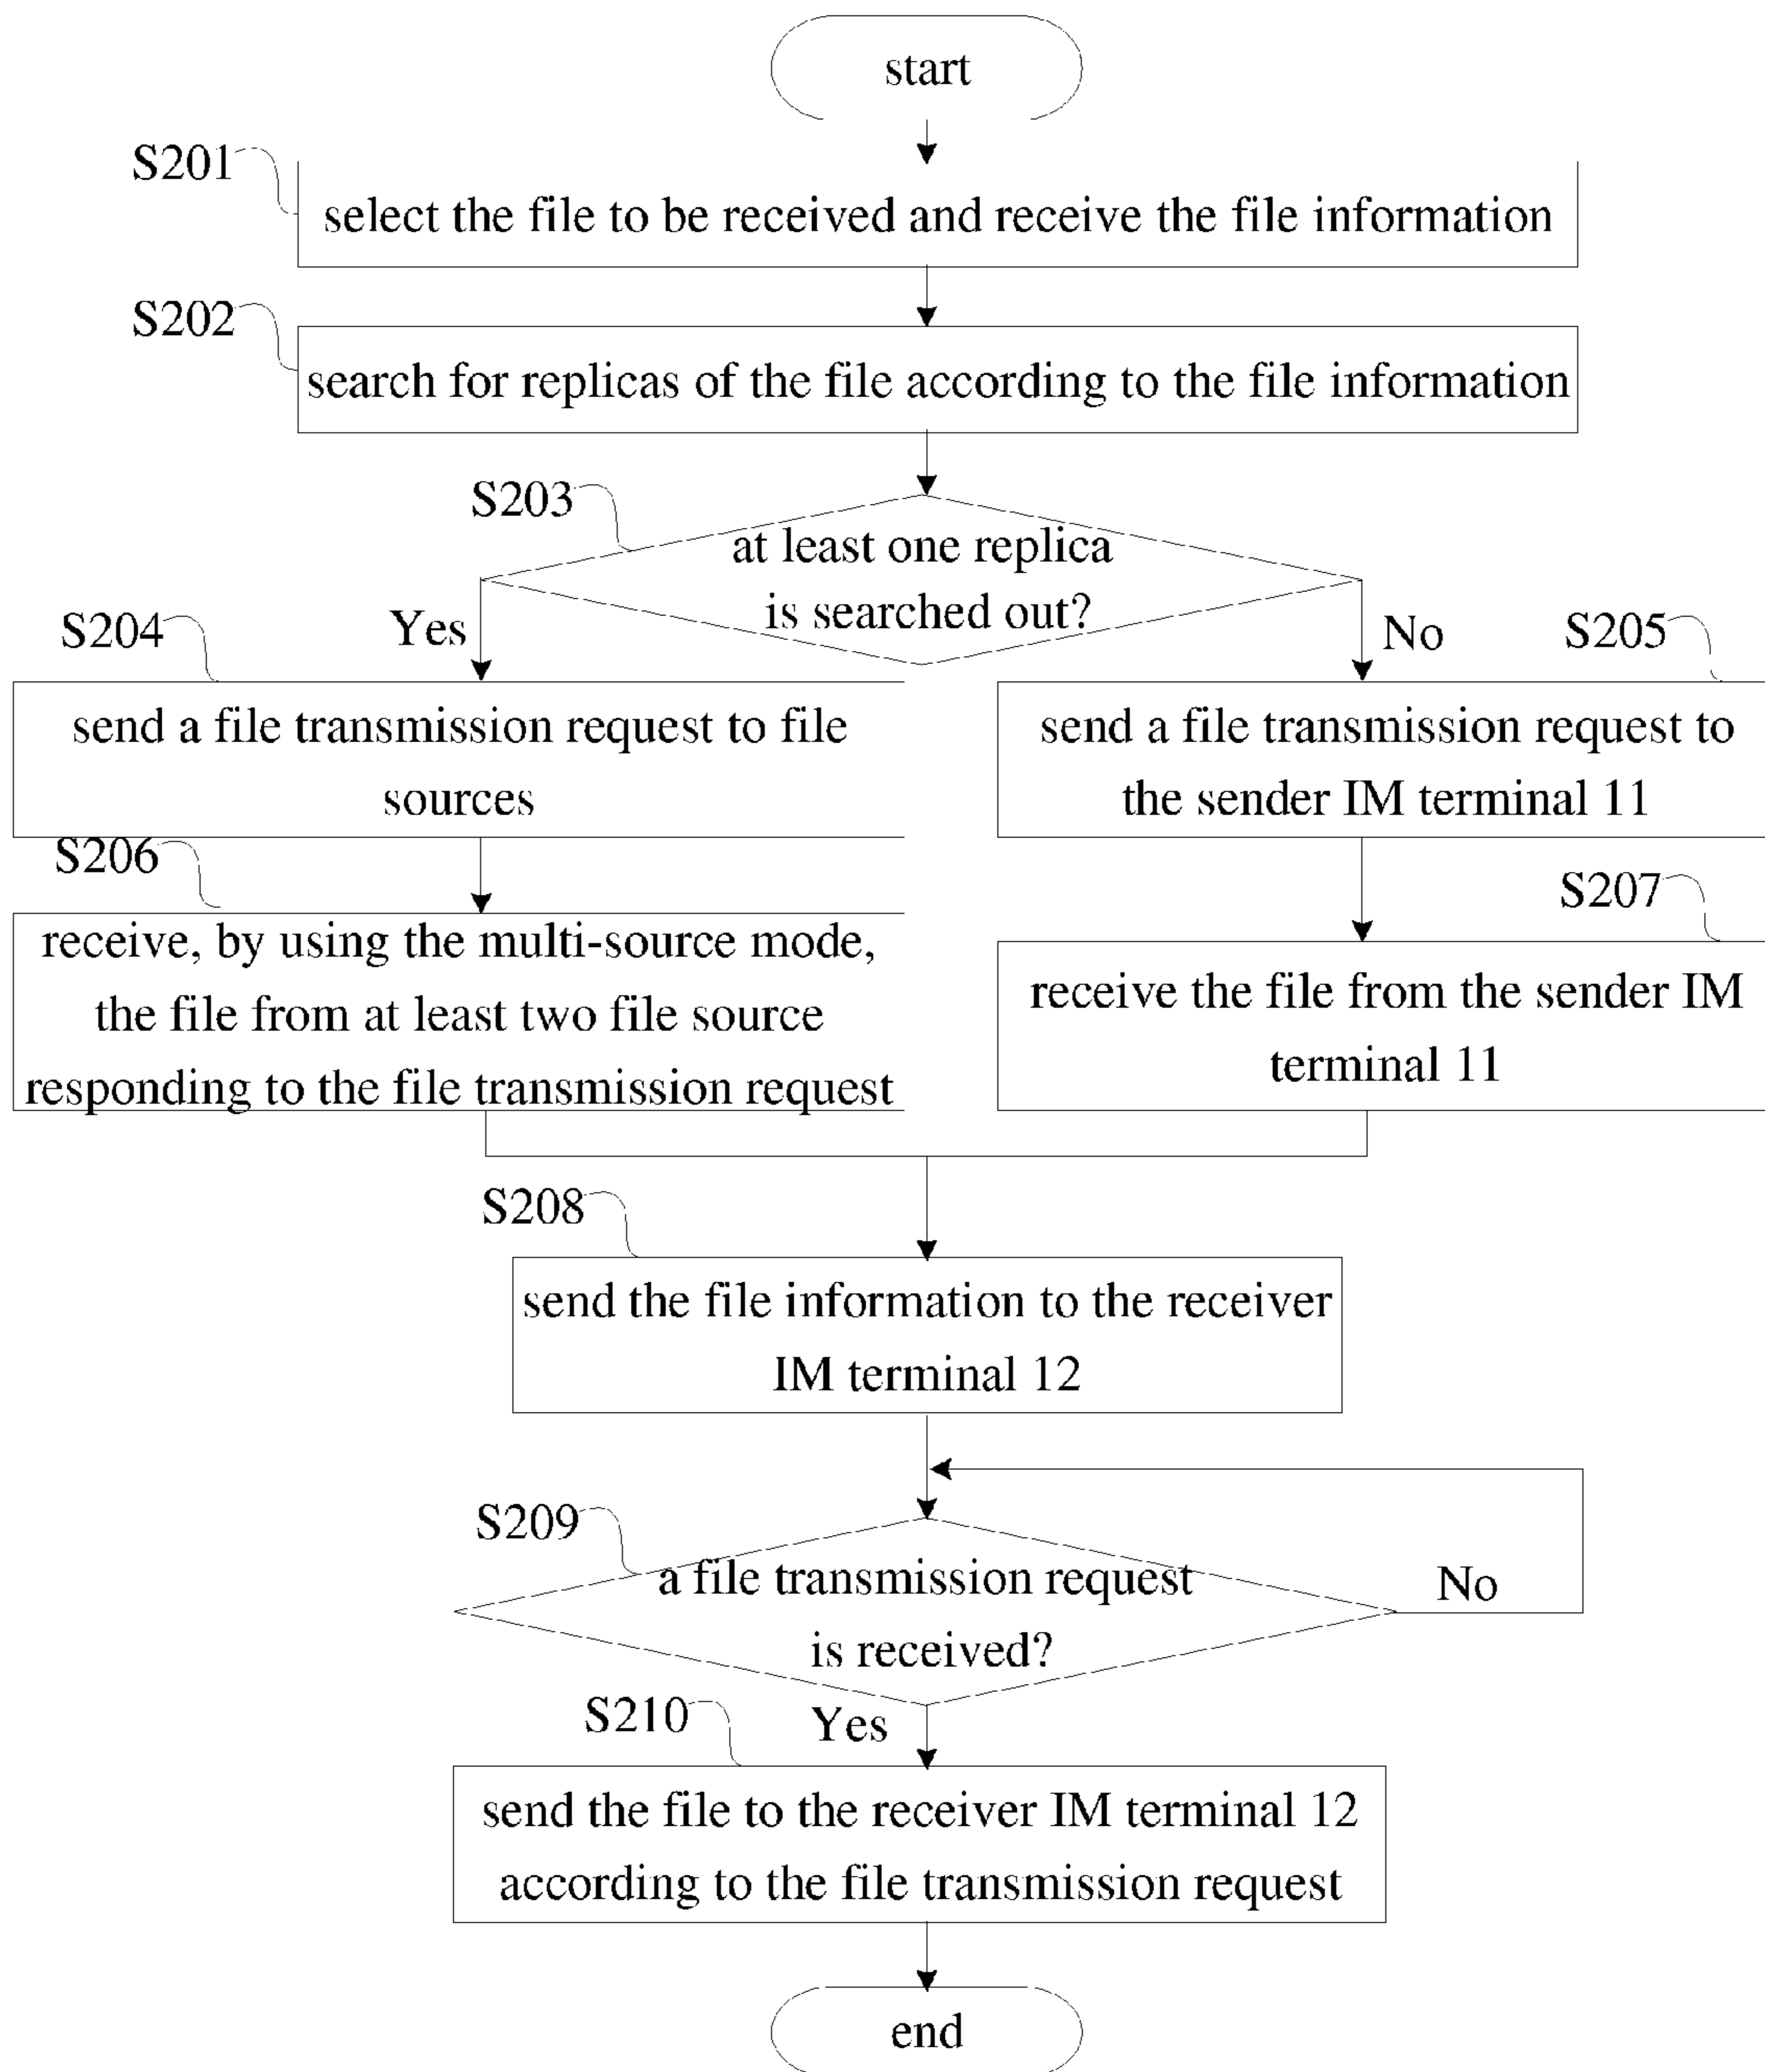 start
S201
select the file to be received and receive the file information
S202
search for replicas of the file according to the file information
S203
at least one replica
is searched out?
Yes
No
S204
send a file transmission request to file
sources
S205
send a file transmission request to
the sender IM terminal 11
S206
receive, by using the multi-source mode,
the file from at least two file source
responding to the file transmission request
S207
receive the file from the sender IM
terminal 11
S208
send the file information to the receiver
IM terminal 12
S209
a file transmission request
is received?
No
Yes
S210
send the file to the receiver IM terminal 12
according to the file transmission request
end